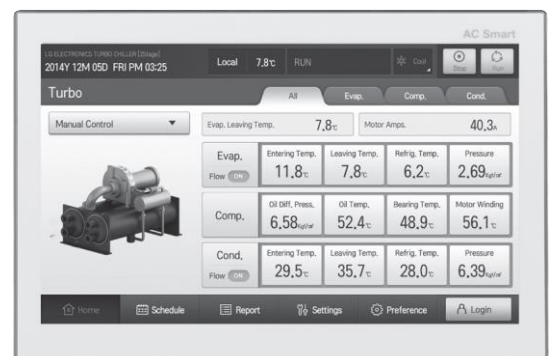 AC Smart
LG ELECTRONICS TURBO CHILLER [2Stage]
2014Y 12M 05D FRI PM 03:25
Local 7.8℃ RUN Cool Stop Run
Turbo All Evap. Comp. Cond.
Manual Control
Evap. Leaving Temp. 7.8℃ Motor Amps. 40.3A
Evap. Entering Temp. Leaving Temp. Refrig. Temp. Pressure
Flow ON 11.8℃ 7.8℃ 6.2℃ 2.69kgf/㎠
Comp. Oil Diff. Press. Oil Temp. Bearing Temp. Motor Winding
6.58kgf/㎠ 52.4℃ 48.9℃ 56.1℃
Cond. Entering Temp. Leaving Temp. Refrig. Temp. Pressure
Flow ON 29.5℃ 35.7℃ 28.0℃ 6.39kgf/㎠
Home Schedule Report Settings Preference Login